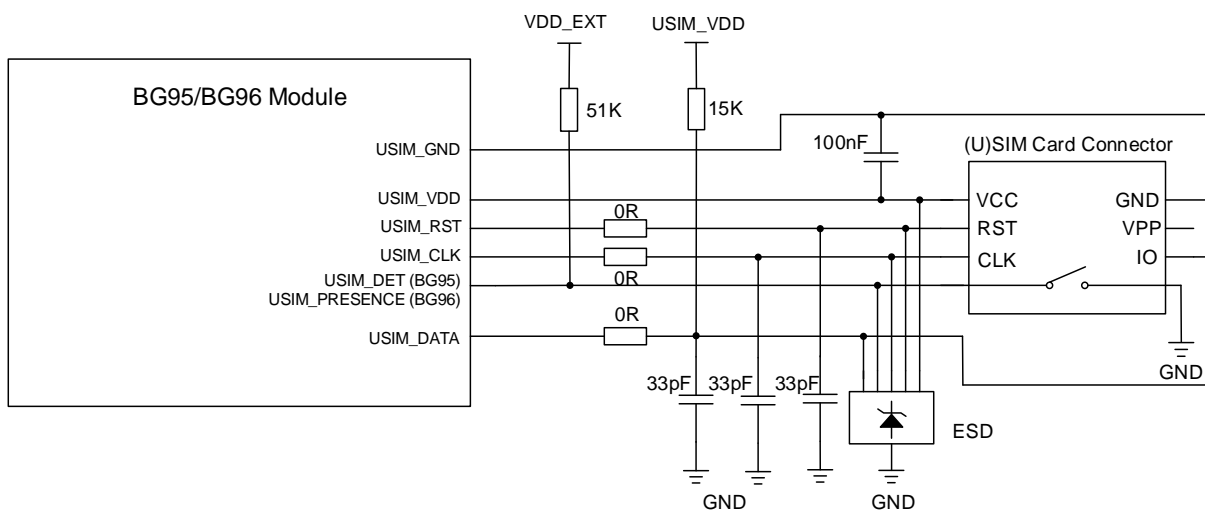 VDD_EXT
USIM_VDD
BG95/BG96 Module
51K
15K
USIM_GND
100nF
(U)SIM Card Connector
USIM_VDD
VCC
GND
USIM_RST
0R
RST
VPP
USIM_CLK
CLK
IO
USIM_DET (BG95)
0R
USIM_PRESENCE (BG96)
USIM_DATA
0R
GND
33pF
33pF
33pF
ESD
GND
GND